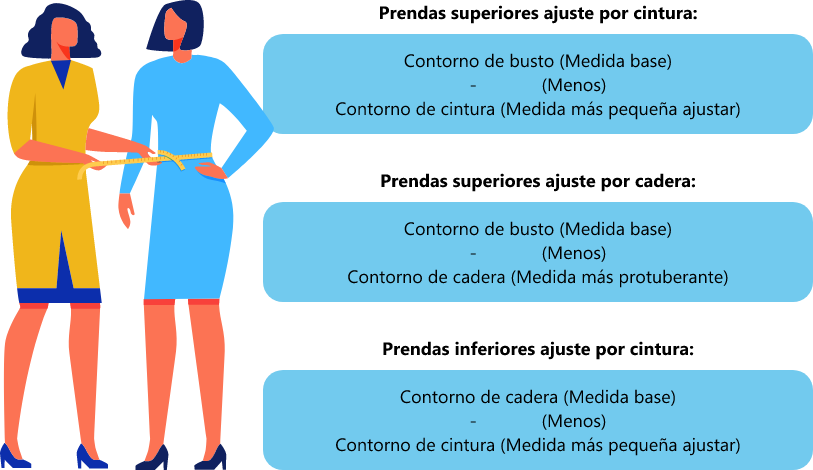 Prendas superiores ajuste por cintura:
Contorno de busto (Medida base)
- (Menos)
Contorno de cintura (Medida más pequeña ajustar)
Prendas superiores ajuste por cadera:
Contorno de busto (Medida base)
- (Menos)
Contorno de cadera (Medida más protuberante)
Prendas inferiores ajuste por cintura:
Contorno de cadera (Medida base)
- (Menos)
Contorno de cintura (Medida más pequeña ajustar)